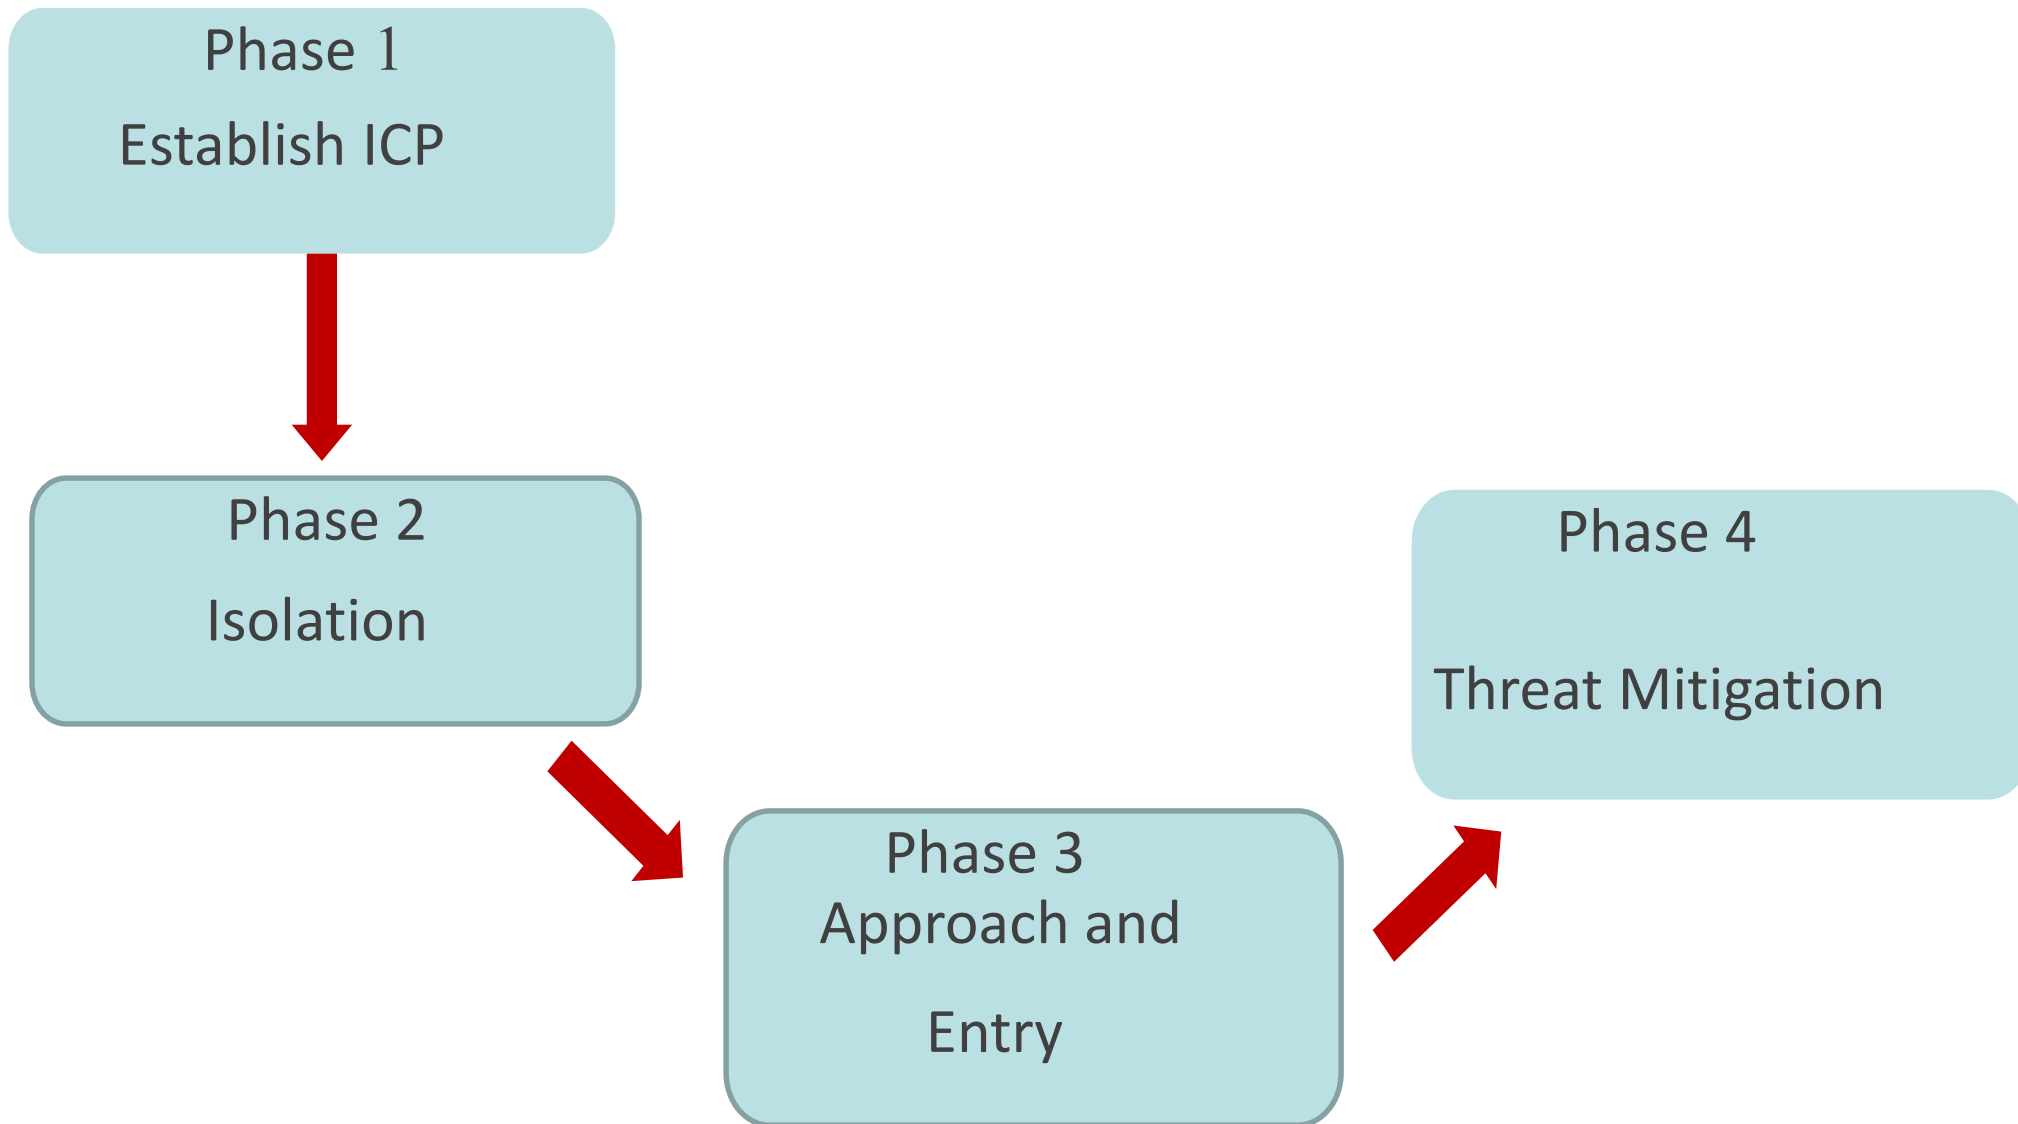 Phase 1
Establish ICP
Phase 2
Isolation
Phase 3
Approach and
Entry
Phase 4
Threat Mitigation